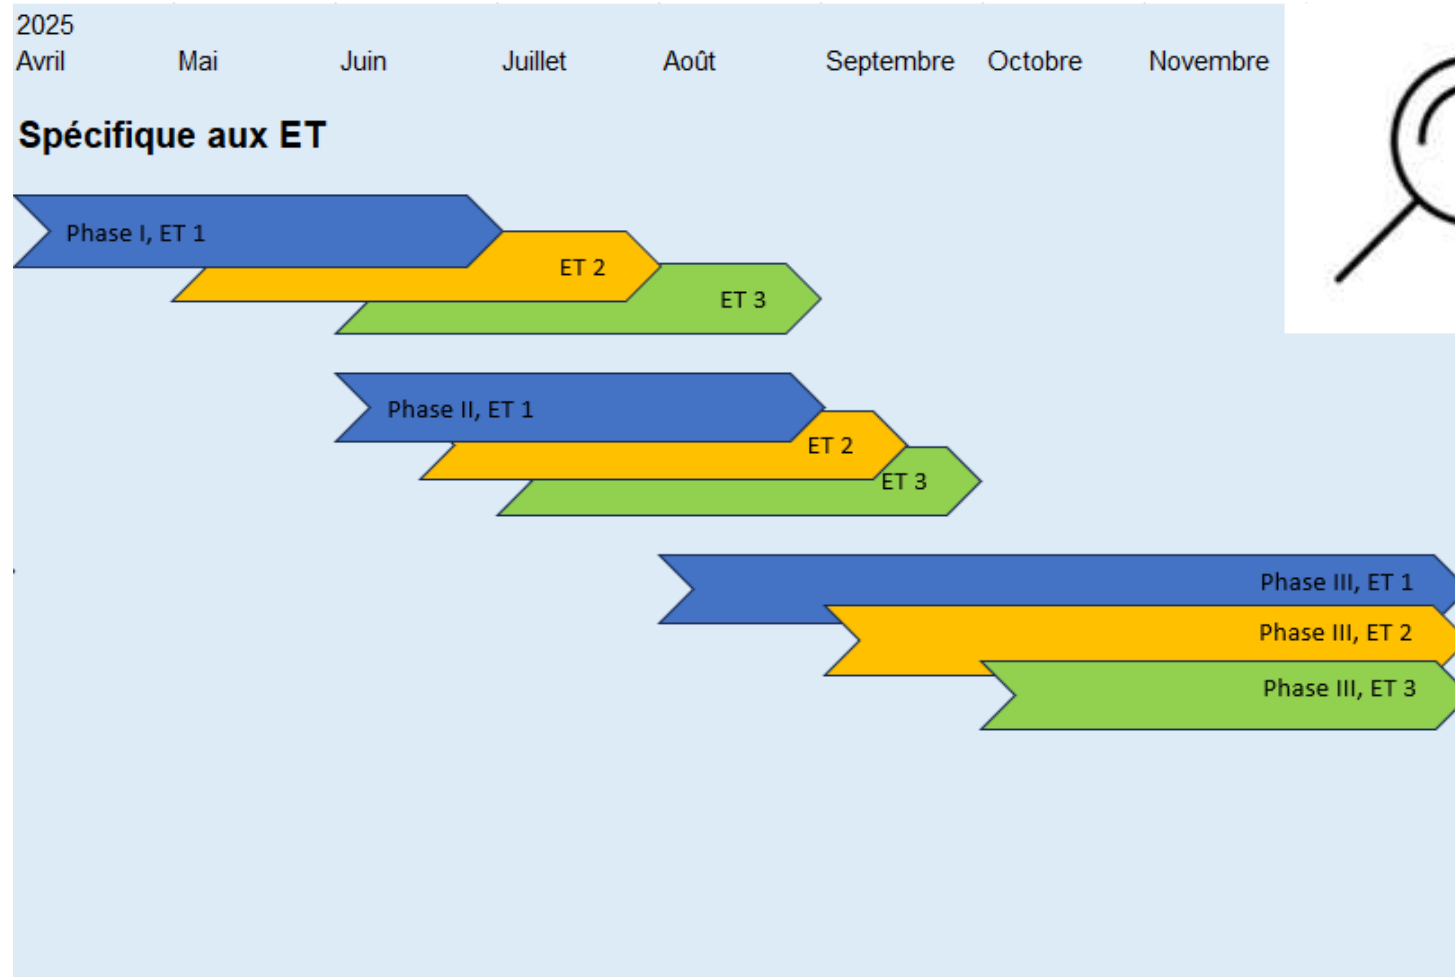 2025
Avril Mai Juin Juillet Août Septembre Octobre Novembre
Spécifique aux ET
Phase I, ET 1
ET 2
ET 3
Phase II, ET 1
ET 2
ET 3
Phase III, ET 1
Phase III, ET 2
Phase III, ET 3